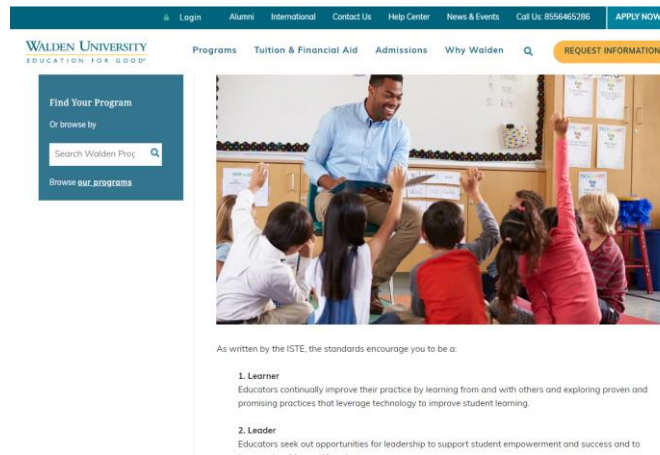 Login Alumni International Contact Us Help Center News & Events Call Us: 8556465286 APPLY NOW
WALDEN UNIVERSITY
EDUCATION FOR GOOD
Programs Tuition & Financial Aid Admissions Why Walden REQUEST INFORMATION
Find Your Program
Or browse by
Search Walden Prog
Browse our programs
As written by the ISTE, the standards encourage you to be a:
1. Learner
Educators continually improve their practice by learning from and with others and exploring proven and
promising practices that leverage technology to improve student learning.
2. Leader
Educators seek out opportunities for leadership to support student empowerment and success and to